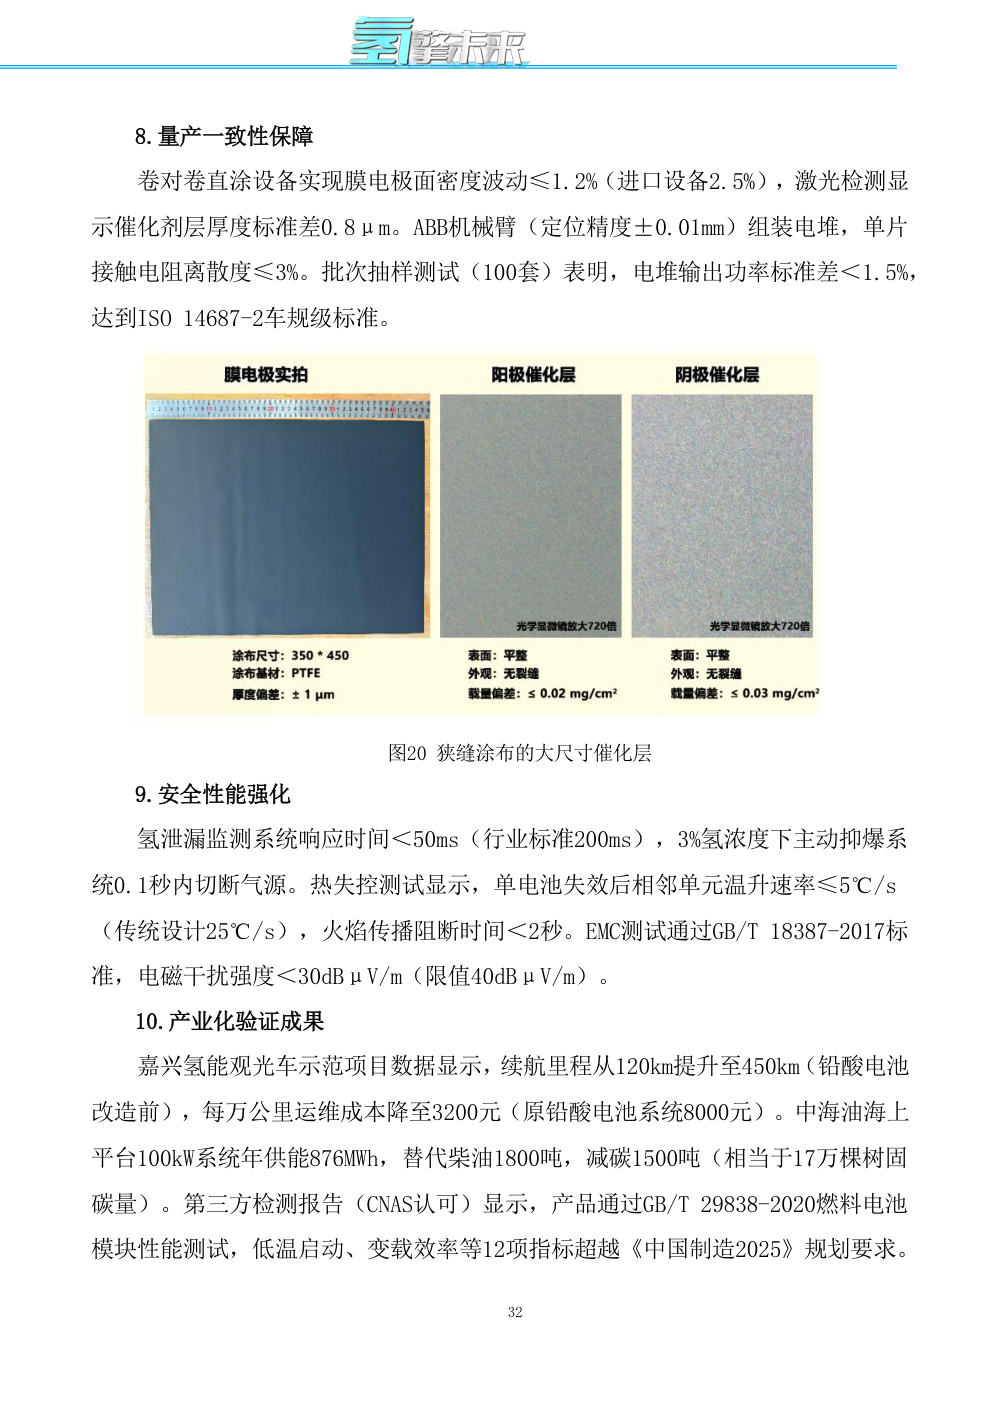 氢擎未来
8.量产一致性保障
卷对卷直涂设备实现膜电极面密度波动≤1.2%（进口设备2.5%），激光检测显
示催化剂层厚度标准差0.8μm。ABB机械臂（定位精度±0.01mm）组装电堆，单片
接触电阻离散度≤3%。批次抽样测试（100套）表明，电堆输出功率标准差＜1.5%，
达到ISO 14687-2车规级标准。
膜电极实拍 阳极催化层 阴极催化层
光学显微镜放大720倍 光学显微镜放大720倍
涂布尺寸：350 * 450 表面：平整 表面：平整
涂布基材：PTFE 外观：无裂缝 外观：无裂缝
厚度偏差：± 1 μm 载量偏差：≤ 0.02 mg/cm² 载量偏差：≤ 0.03 mg/cm²
图20 狭缝涂布的大尺寸催化层
9.安全性能强化
氢泄漏监测系统响应时间＜50ms（行业标准200ms），3%氢浓度下主动抑爆系
统0.1秒内切断气源。热失控测试显示，单电池失效后相邻单元温升速率≤5℃/s
（传统设计25℃/s），火焰传播阻断时间＜2秒。EMC测试通过GB/T 18387-2017标
准，电磁干扰强度＜30dBμV/m（限值40dBμV/m）。
10.产业化验证成果
嘉兴氢能观光车示范项目数据显示，续航里程从120km提升至450km（铅酸电池
改造前），每万公里运维成本降至3200元（原铅酸电池系统8000元）。中海油海上
平台100kW系统年供能876MWh，替代柴油1800吨，减碳1500吨（相当于17万棵树固
碳量）。第三方检测报告（CNAS认可）显示，产品通过GB/T 29838-2020燃料电池
模块性能测试，低温启动、变载效率等12项指标超越《中国制造2025》规划要求。
32